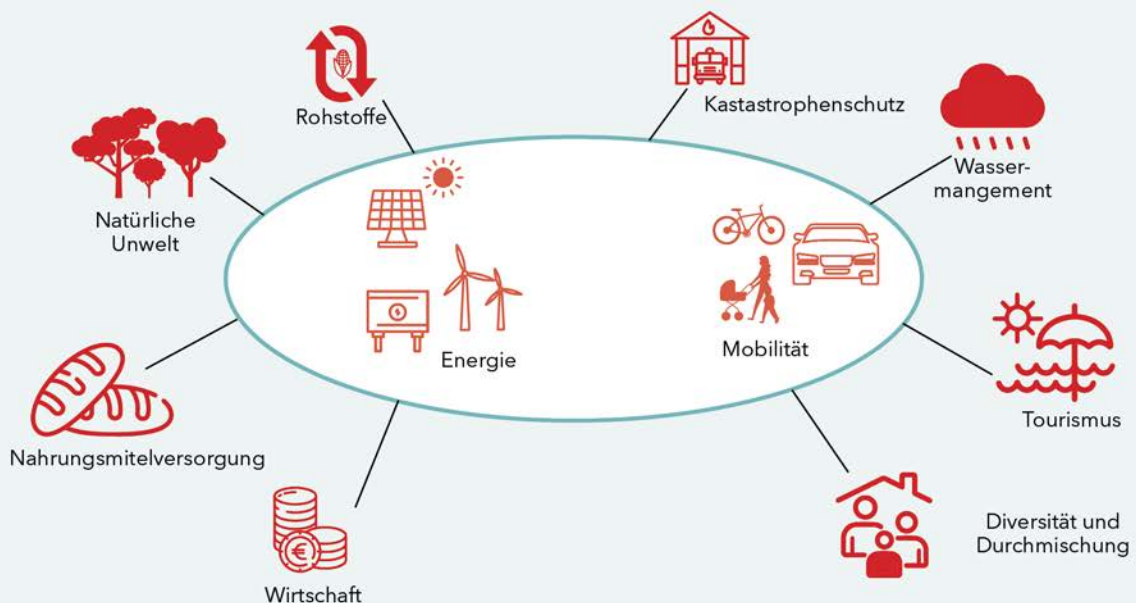 Rohstoffe
Kastastrophenschutz
Wasser-
mangement
Natürliche
Unwelt
Energie
Mobilität
Tourismus
Nahrungsmitelversorgung
Diversität und
Durchmischung
€
Wirtschaft